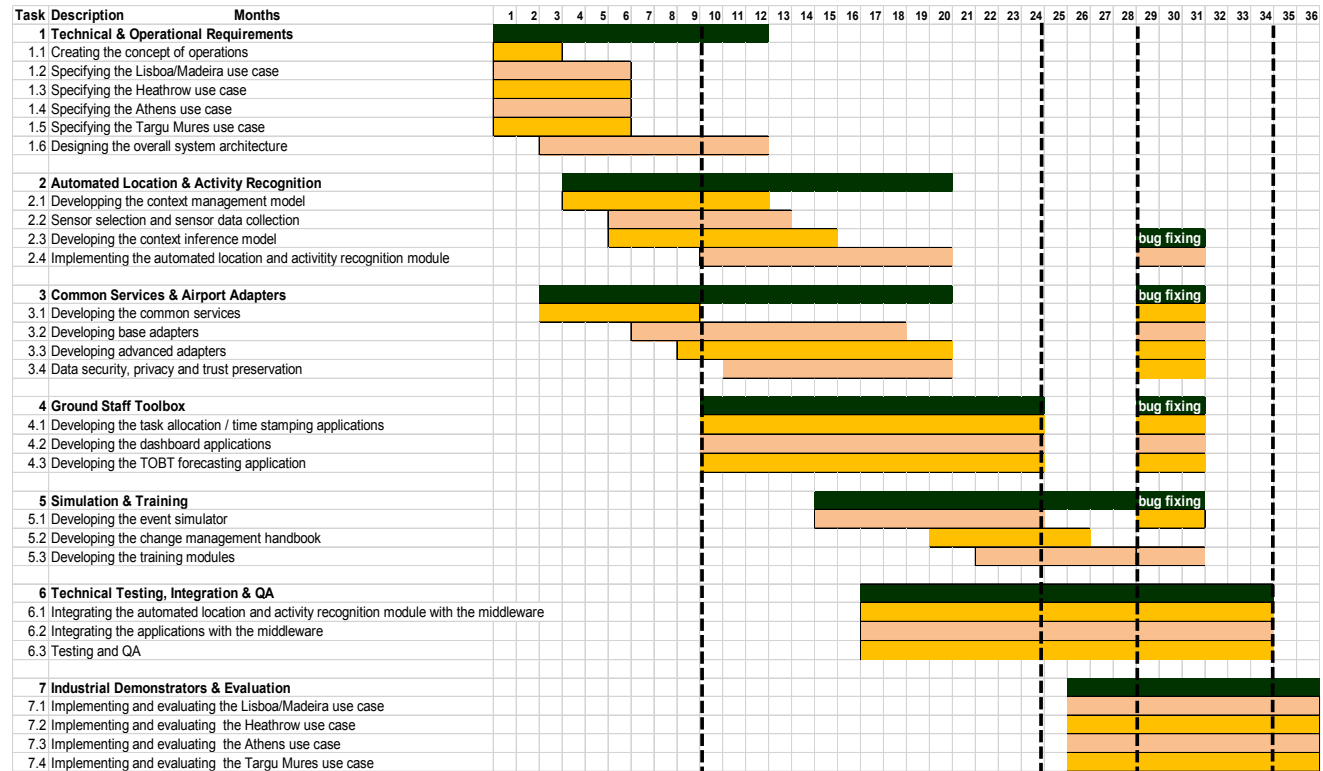 Task Description Months 1 2 3 4 5 6 7 8 9 10 11 12 13 14 15 16 17 18 19 20 21 22 23 24 25 26 27 28 29 30 31 32 33 34 35 36
1 Technical & Operational Requirements
1.1 Creating the concept of operations
1.2 Specifying the Lisboa/Madeira use case
1.3 Specifying the Heathrow use case
1.4 Specifying the Athens use case
1.5 Specifying the Targu Mures use case
1.6 Designing the overall system architecture
2 Automated Location & Activity Recognition
2.1 Developping the context management model
2.2 Sensor selection and sensor data collection
2.3 Developing the context inference model bug fixing
2.4 Implementing the automated location and activitity recognition module
3 Common Services & Airport Adapters bug fixing
3.1 Developing the common services
3.2 Developing base adapters
3.3 Developing advanced adapters
3.4 Data security, privacy and trust preservation
4 Ground Staff Toolbox bug fixing
4.1 Developing the task allocation / time stamping applications
4.2 Developing the dashboard applications
4.3 Developing the TOBT forecasting application
5 Simulation & Training bug fixing
5.1 Developing the event simulator
5.2 Developing the change management handbook
5.3 Developing the training modules
6 Technical Testing, Integration & QA
6.1 Integrating the automated location and activity recognition module with the middleware
6.2 Integrating the applications with the middleware
6.3 Testing and QA
7 Industrial Demonstrators & Evaluation
7.1 Implementing and evaluating the Lisboa/Madeira use case
7.2 Implementing and evaluating the Heathrow use case
7.3 Implementing and evaluating the Athens use case
7.4 Implementing and evaluating the Targu Mures use case